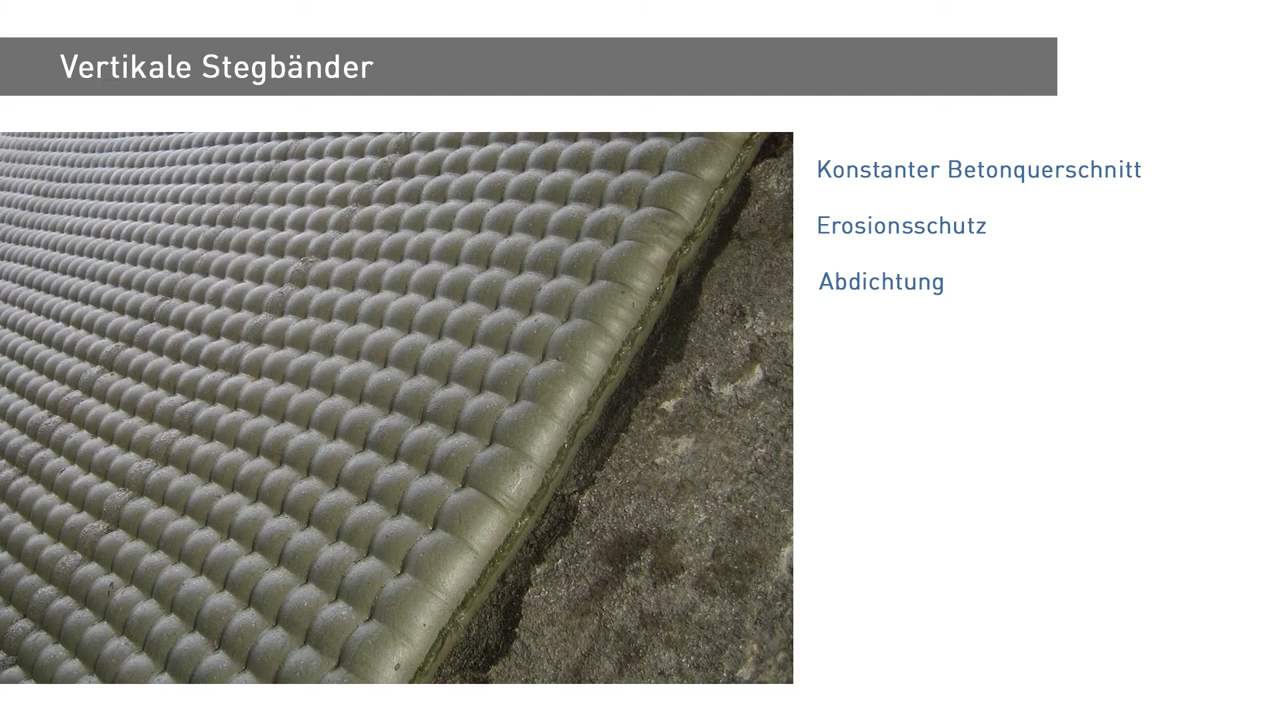 Vertikale Stegbänder
Konstanter Betonquerschnitt
Erosionsschutz
Abdichtung